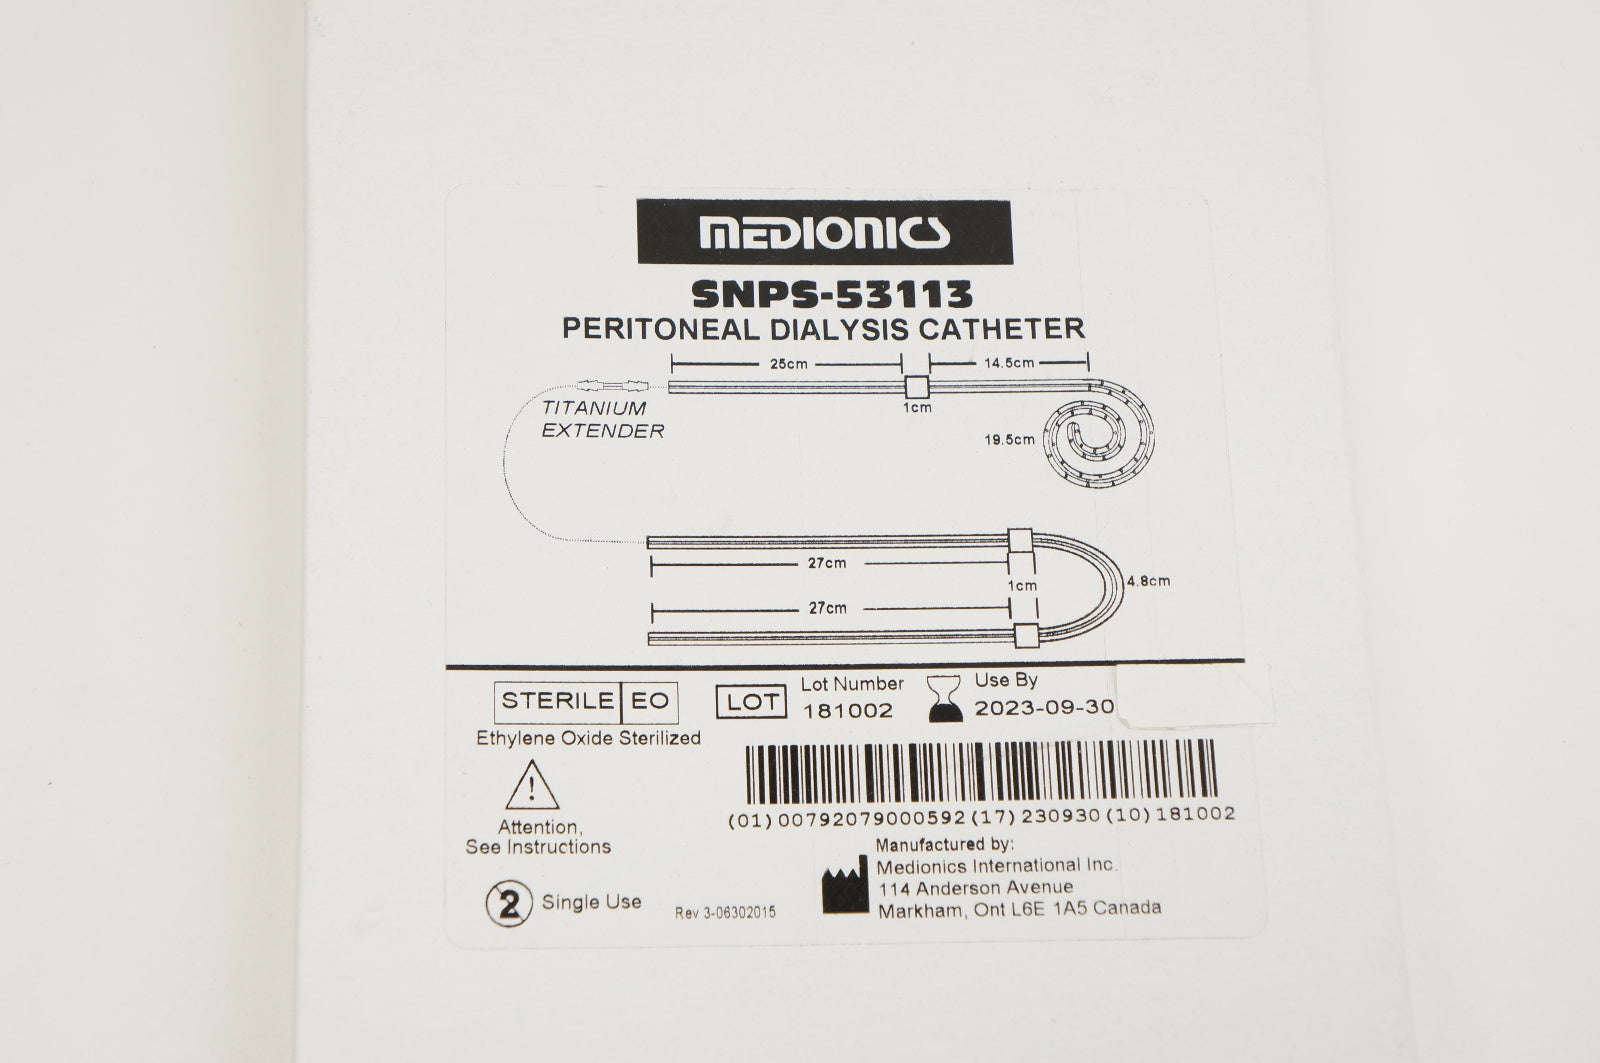 MEDIONICS
SNPS-53113
PERITONEAL DIALYSIS CATHETER
25cm 14.5cm
1cm
TITANIUM
EXTENDER
19.5cm
27cm
1cm
4.8cm
27cm
STERILE EO
Ethylene Oxide Sterilized
LOT
Lot Number
181002
Use By
2023-09-30
(01)00792079000592(17)230930(10)181002
!
Attention,
See Instructions
2 Single Use
Rev 3-06302015
Manufactured by:
Medionics International Inc.
114 Anderson Avenue
Markham, Ont L6E 1A5 Canada